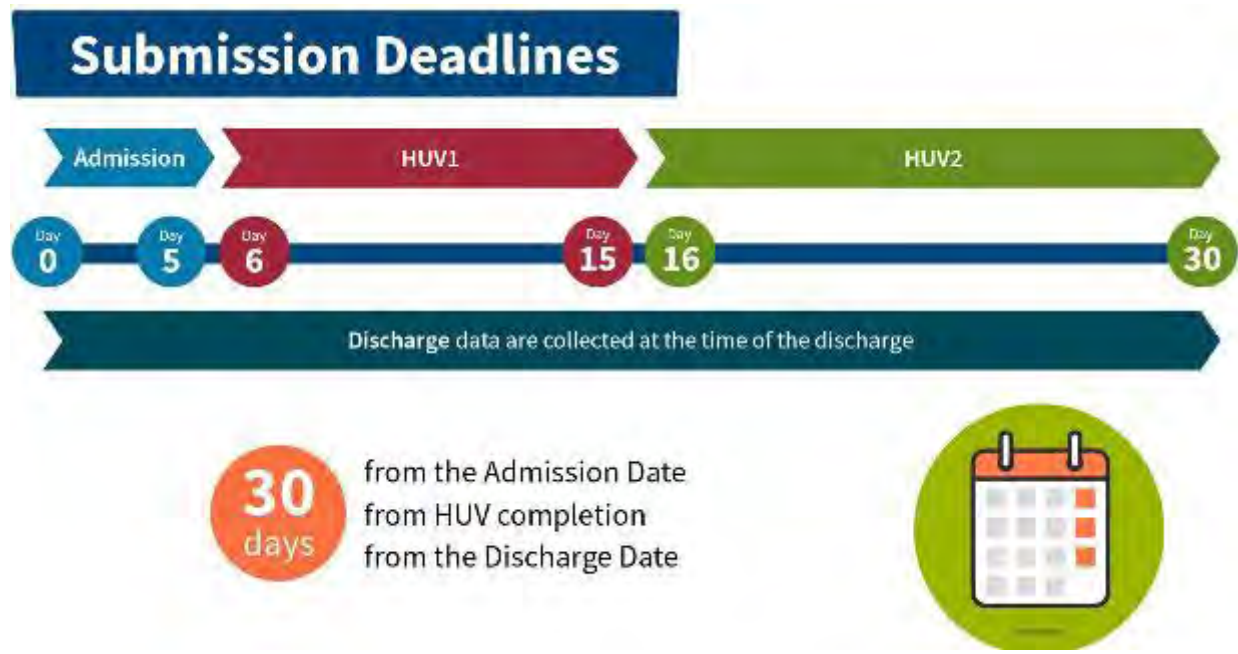 Submission Deadlines
Admission
HUV1
HUV2
Day
0
Day
5
Day
6
Day
15
Day
16
Day
30
Discharge data are collected at the time of the discharge
30
days
from the Admission Date
from HUV completion
from the Discharge Date